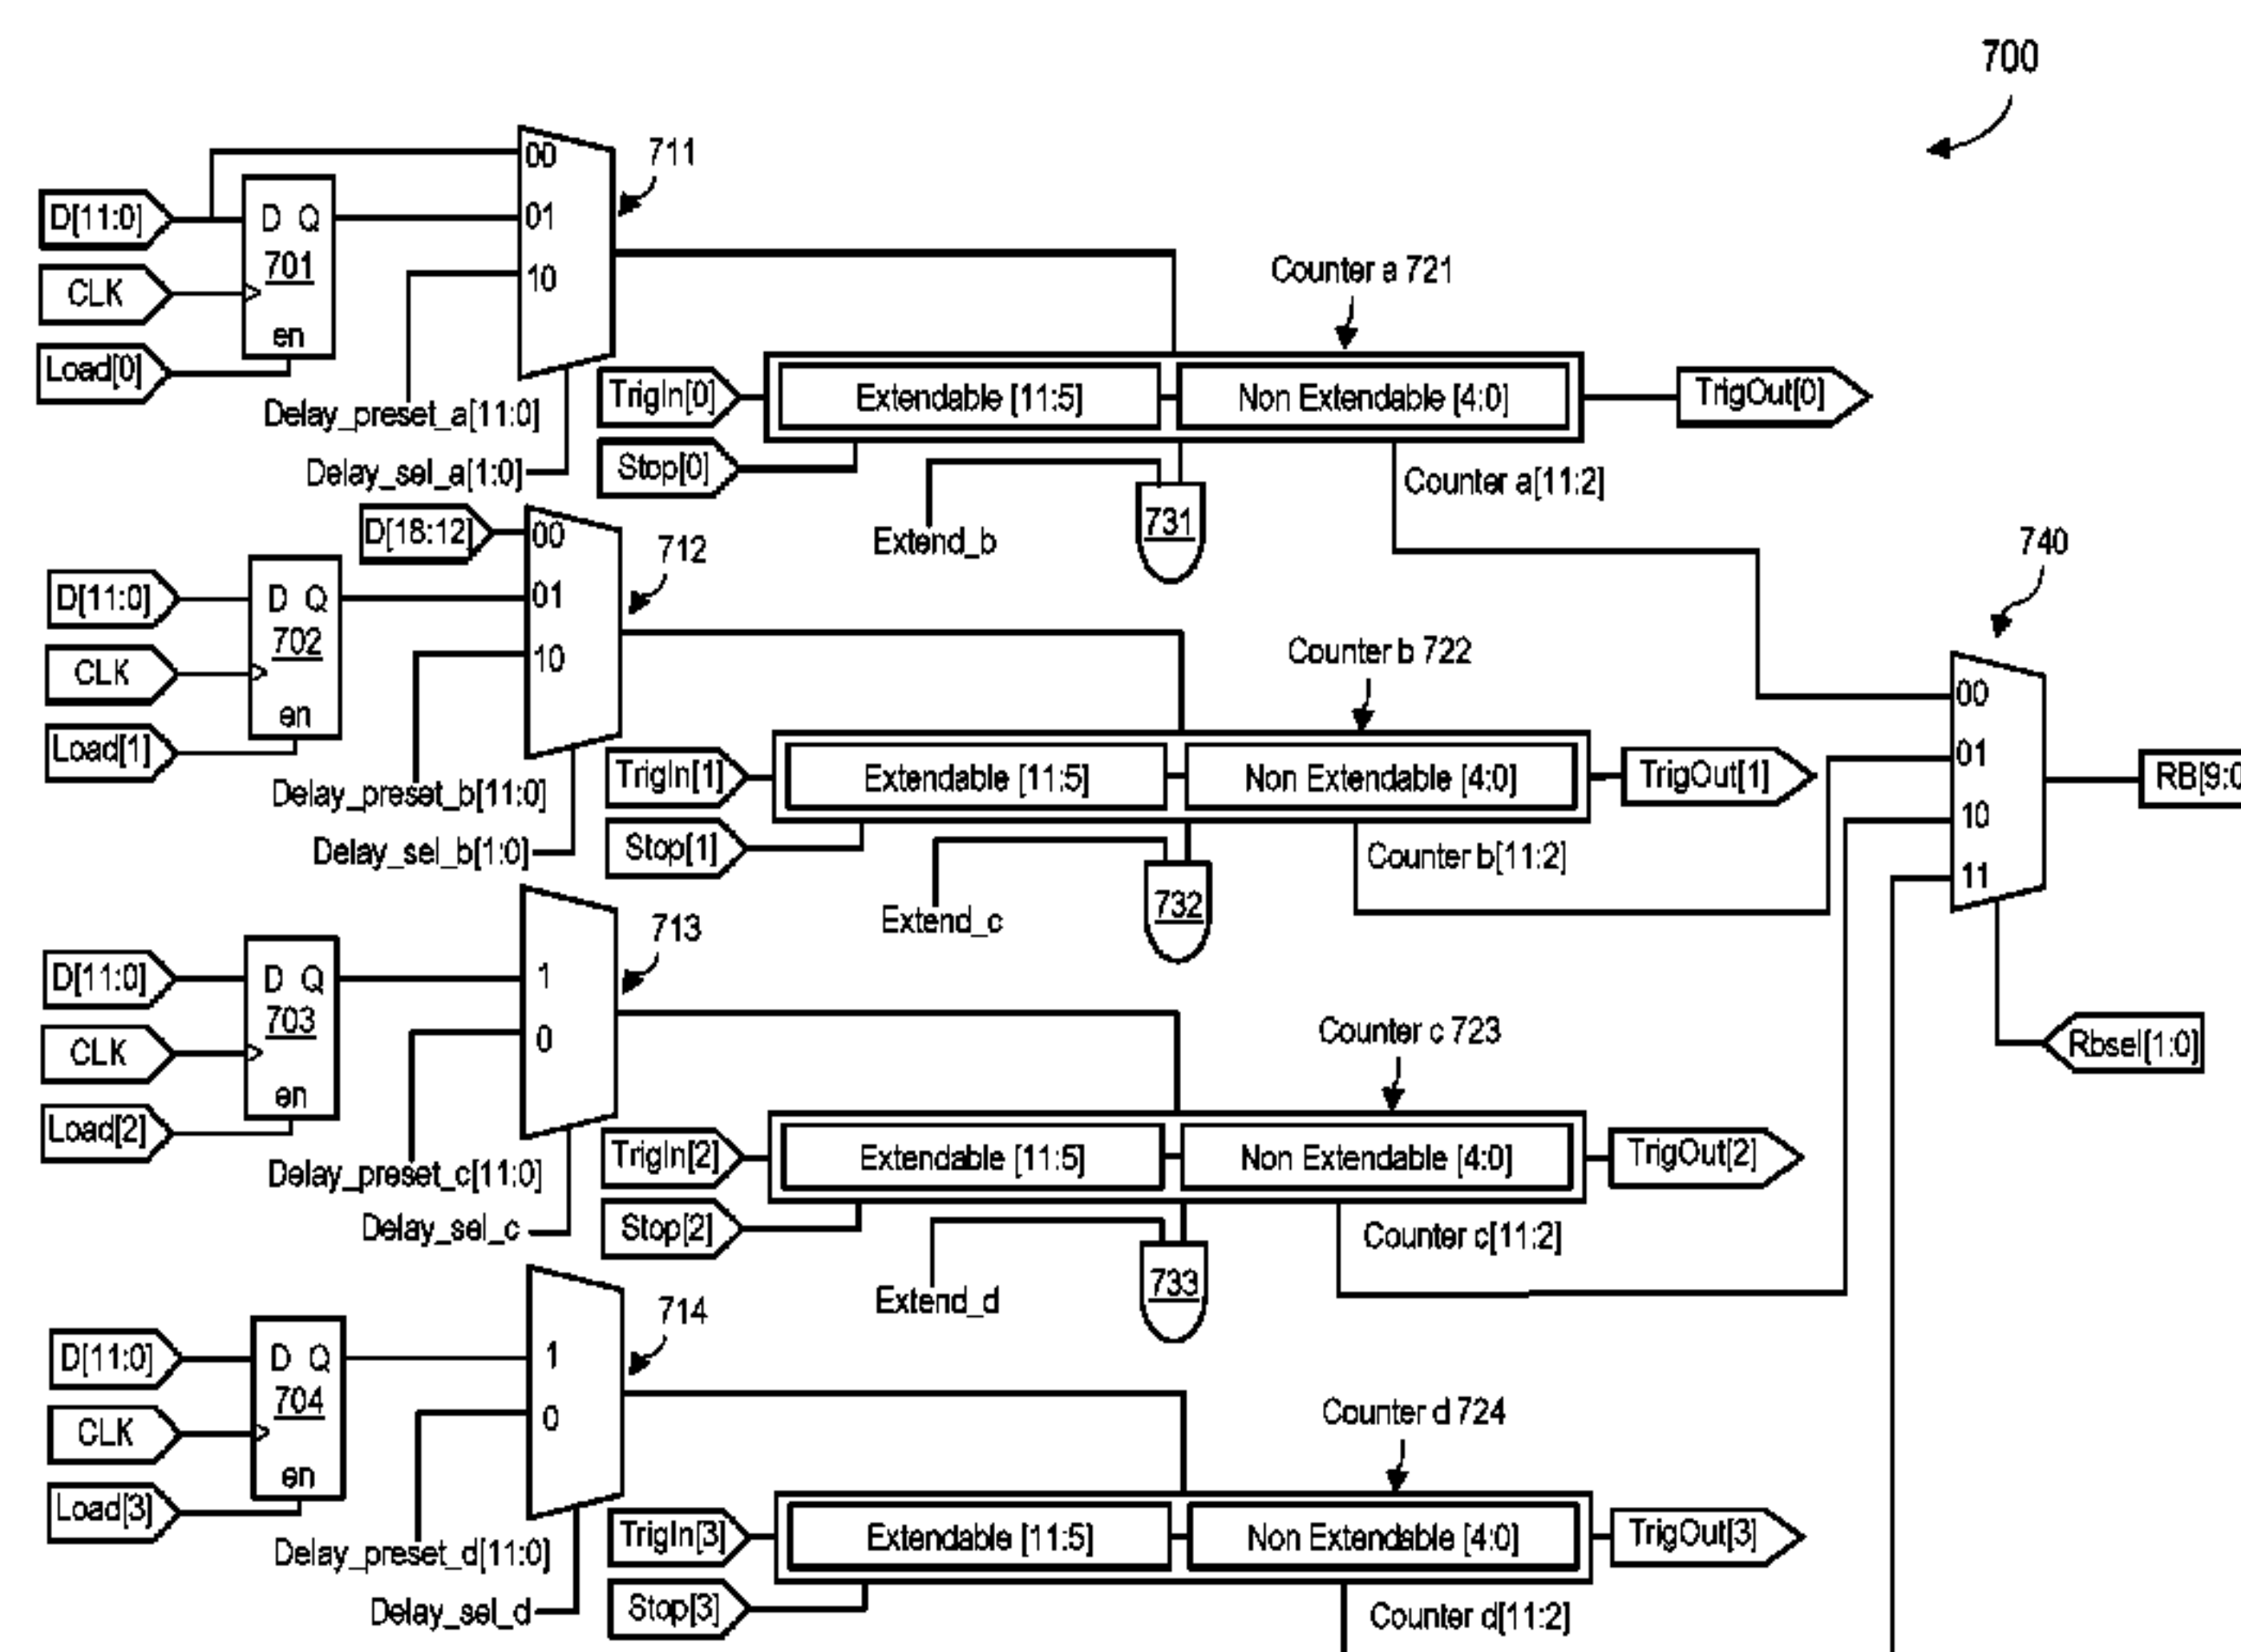 700
00
711
D[11:0]
D Q
01
701
CLK
10
Counter a 721
en
Load[0]
TrigIn[0]
Extendable [11:5]
Non Extendable [4:0]
TrigOut[0]
Delay_preset_a[11:0]
Delay_sel_a[1:0]
Stop[0]
Counter a[11:2]
D[18:12]
00
731
Extend_b
712
740
D[11:0]
D Q
01
702
CLK
10
Counter b 722
00
en
Load[1]
TrigIn[1]
Extendable [11:5]
Non Extendable [4:0]
TrigOut[1]
01
RB[9:0
Delay_preset_b[11:0]
10
Delay_sel_b[1:0]
Stop[1]
Counter b[11:2]
11
732
Extend_c
713
D[11:0]
D Q
1
703
CLK
0
Counter c 723
Rbsel[1:0]
en
Load[2]
TrigIn[2]
Extendable [11:5]
Non Extendable [4:0]
TrigOut[2]
Delay_preset_c[11:0]
Delay_sel_c
Stop[2]
Counter c[11:2]
733
Extend_d
714
D[11:0]
D Q
1
704
CLK
0
Counter d 724
en
Load[3]
TrigIn[3]
Extendable [11:5]
Non Extendable [4:0]
TrigOut[3]
Delay_preset_d[11:0]
Delay_sel_d
Stop[3]
Counter d[11:2]